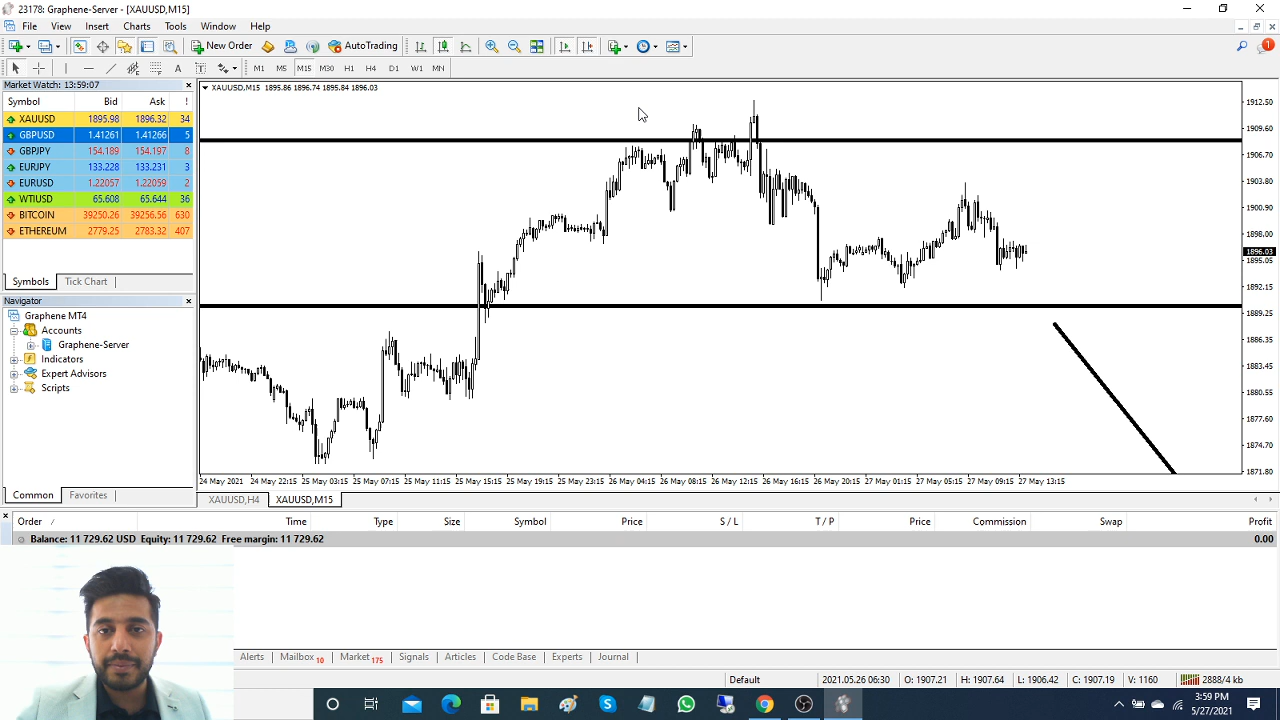 23178: Graphene-Server - [XAUUSD,M15]
File View Insert Charts Tools Window Help
New Order AutoTrading
A T M1 M5 M15 M30 H1 H4 D1 W1 MN
Market Watch: 13:59:07
Symbol Bid Ask !
XAUUSD 1895.98 1896.32 34
GBPUSD 1.41261 1.41266 5
GBPJPY 154.189 154.197 8
EURJPY 133.228 133.231 3
EURUSD 1.22057 1.22059 2
WTIUSD 65.608 65.644 36
BITCOIN 39250.26 39256.56 630
ETHEREUM 2779.25 2783.32 407
Symbols Tick Chart
Navigator
Graphene MT4
Accounts
Graphene-Server
Indicators
Expert Advisors
Scripts
Common Favorites
XAUUSD,M15 1895.86 1896.74 1895.84 1896.03
1912.50
1909.60
1906.70
1903.80
1900.90
1898.00
1896.03
1895.05
1892.15
1889.25
1886.35
1883.45
1880.55
1877.60
1874.70
1871.80
24 May 2021 24 May 22:15 25 May 03:15 25 May 07:15 25 May 11:15 25 May 15:15 25 May 19:15 25 May 23:15 26 May 04:15 26 May 08:15 26 May 12:15 26 May 16:15 26 May 20:15 27 May 01:15 27 May 05:15 27 May 09:15 27 May 13:15
XAUUSD,H4 XAUUSD,M15
Order / Time Type Size Symbol Price S / L T / P Price Commission Swap Profit
Balance: 11 729.62 USD Equity: 11 729.62 Free margin: 11 729.62 0.00
Alerts Mailbox 10 Market 175 Signals Articles Code Base Experts Journal
Default 2021.05.26 06:30 O: 1907.21 H: 1907.64 L: 1906.42 C: 1907.19 V: 1160 2888/4 kb
3:59 PM
5/27/2021
1